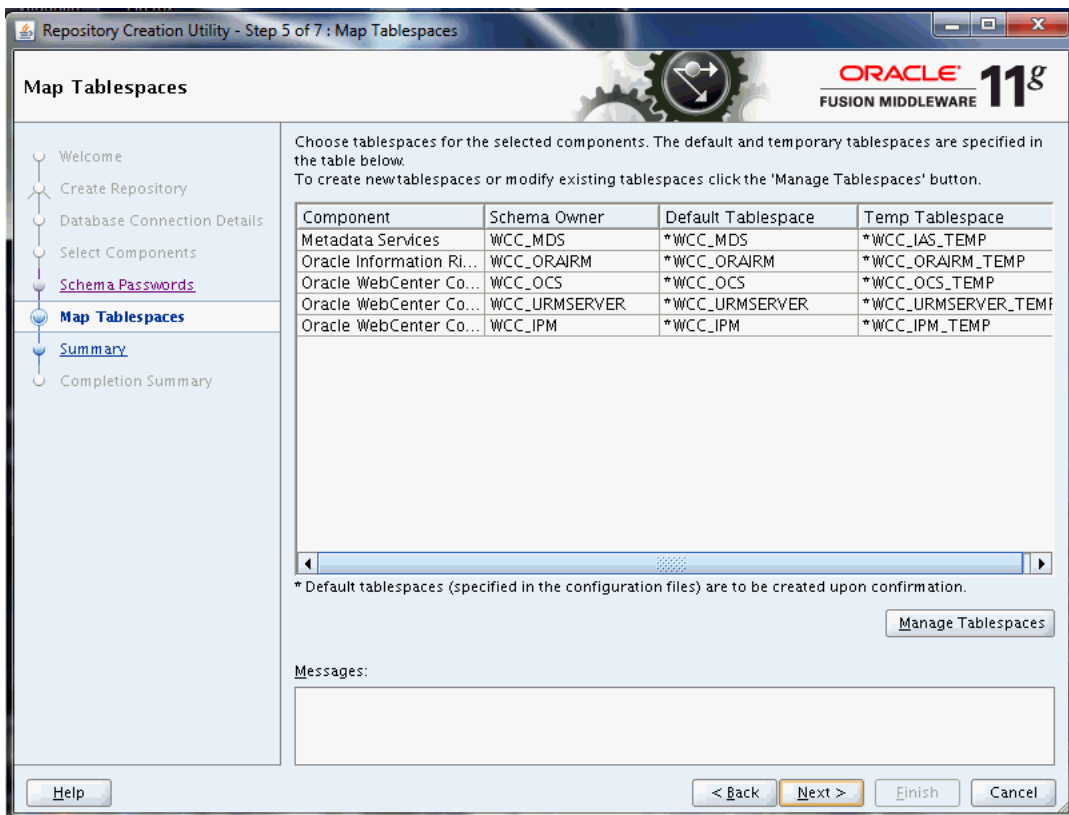 Repository Creation Utility - Step 5 of 7 : Map Tablespaces
Map Tablespaces
ORACLE 11g
FUSION MIDDLEWARE
Welcome
Create Repository
Database Connection Details
Select Components
Schema Passwords
Map Tablespaces
Summary
Completion Summary
Choose tablespaces for the selected components. The default and temporary tablespaces are specified in
the table below.
To create new tablespaces or modify existing tablespaces click the 'Manage Tablespaces' button.
Component Schema Owner Default Tablespace Temp Tablespace
Metadata Services WCC_MDS *WCC_MDS *WCC_IAS_TEMP
Oracle Information Ri... WCC_ORAIRM *WCC_ORAIRM *WCC_ORAIRM_TEMP
Oracle WebCenter Co... WCC_OCS *WCC_OCS *WCC_OCS_TEMP
Oracle WebCenter Co... WCC_URMSERVER *WCC_URMSERVER *WCC_URMSERVER_TEMP
Oracle WebCenter Co... WCC_IPM *WCC_IPM *WCC_IPM_TEMP
* Default tablespaces (specified in the configuration files) are to be created upon confirmation.
Manage Tablespaces
Messages:
Help
< Back
Next >
Finish
Cancel